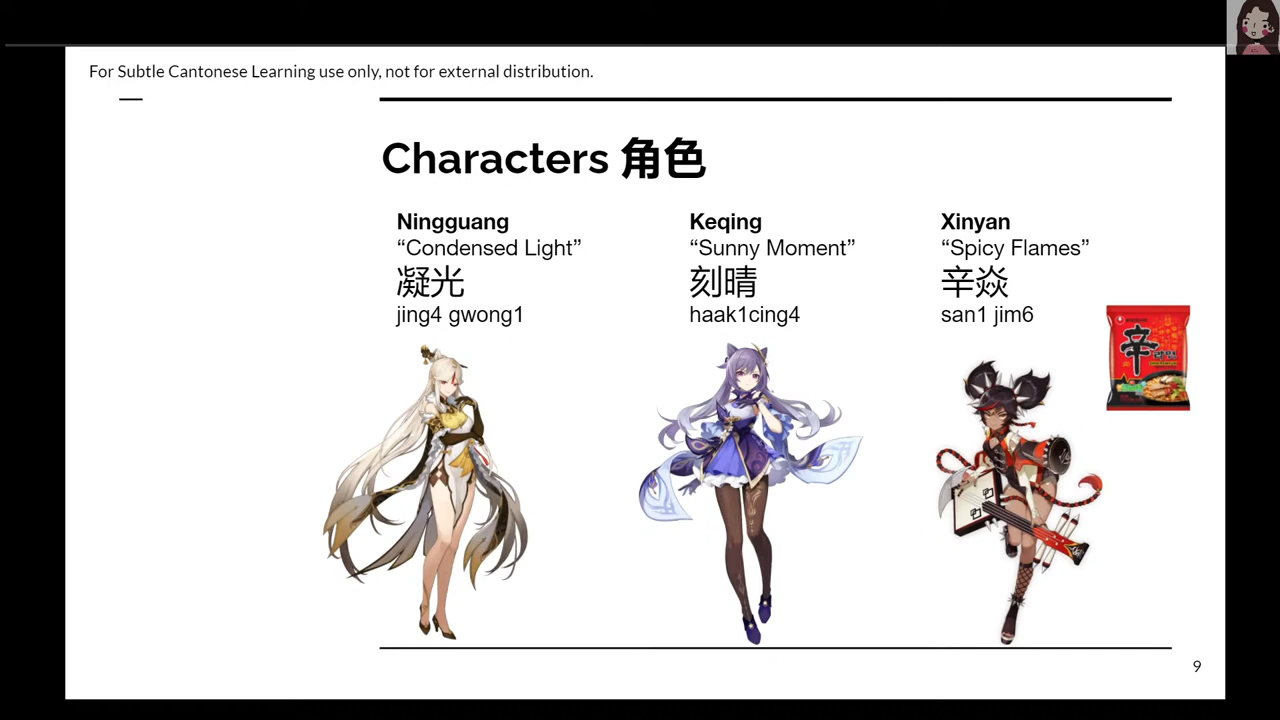 For Subtle Cantonese Learning use only, not for external distribution.
Characters 角色
Ningguang
“Condensed Light”
凝光
jing4 gwong1
Keqing
“Sunny Moment”
刻晴
haak1cing4
Xinyan
“Spicy Flames”
辛焱
san1 jim6
辛
9